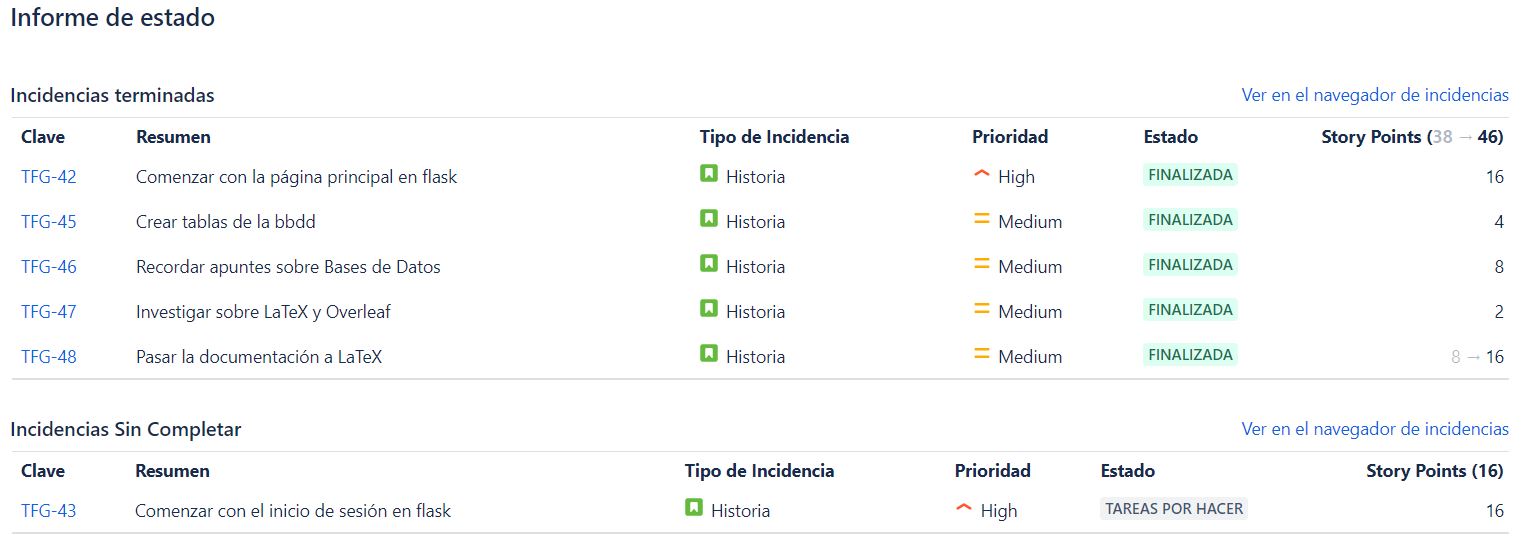 Informe de estado
Incidencias terminadas Ver en el navegador de incidencias
Clave Resumen Tipo de Incidencia Prioridad Estado Story Points (38 → 46)
TFG-42 Comenzar con la página principal en flask Historia High FINALIZADA 16
TFG-45 Crear tablas de la bbdd Historia Medium FINALIZADA 4
TFG-46 Recordar apuntes sobre Bases de Datos Historia Medium FINALIZADA 8
TFG-47 Investigar sobre LaTeX y Overleaf Historia Medium FINALIZADA 2
TFG-48 Pasar la documentación a LaTeX Historia Medium FINALIZADA 8 → 16
Incidencias Sin Completar Ver en el navegador de incidencias
Clave Resumen Tipo de Incidencia Prioridad Estado Story Points (16)
TFG-43 Comenzar con el inicio de sesión en flask Historia High TAREAS POR HACER 16